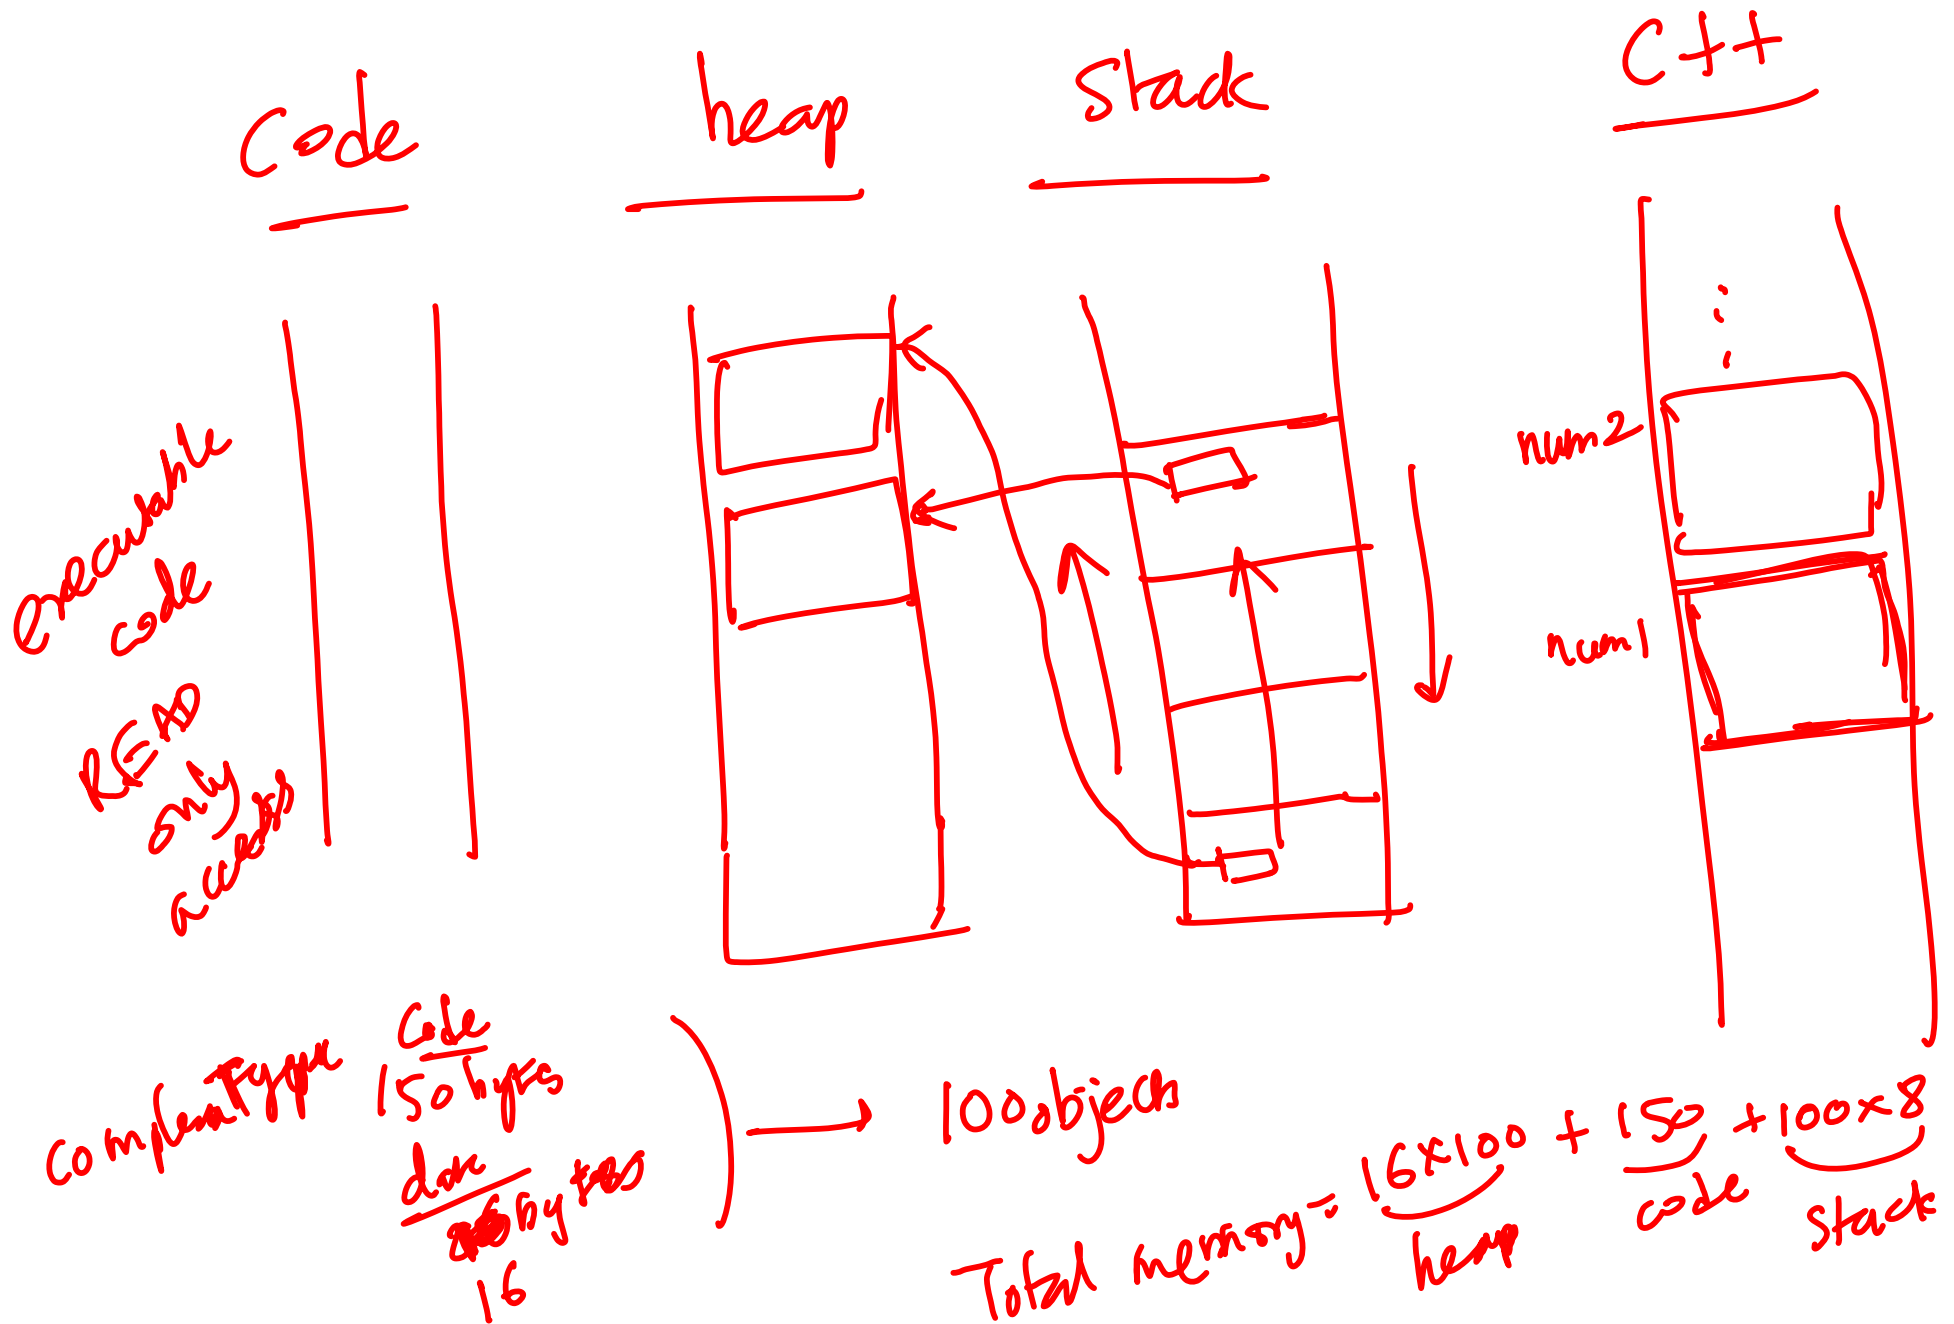 Code
heap
Stack
C++
executable
code
READ
only
access
num2
num1
ComplexType
Code
150 bytes
data
bytes
16
100 objects
Total memory = 16x100 + 150 + 100x8
heap
code
stack